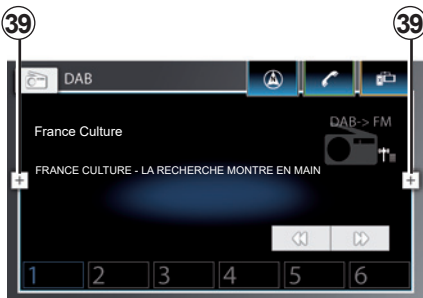 39 39
DAB
DAB-> FM
France Culture
FRANCE CULTURE - LA RECHERCHE MONTRE EN MAIN
1 2 3 4 5 6